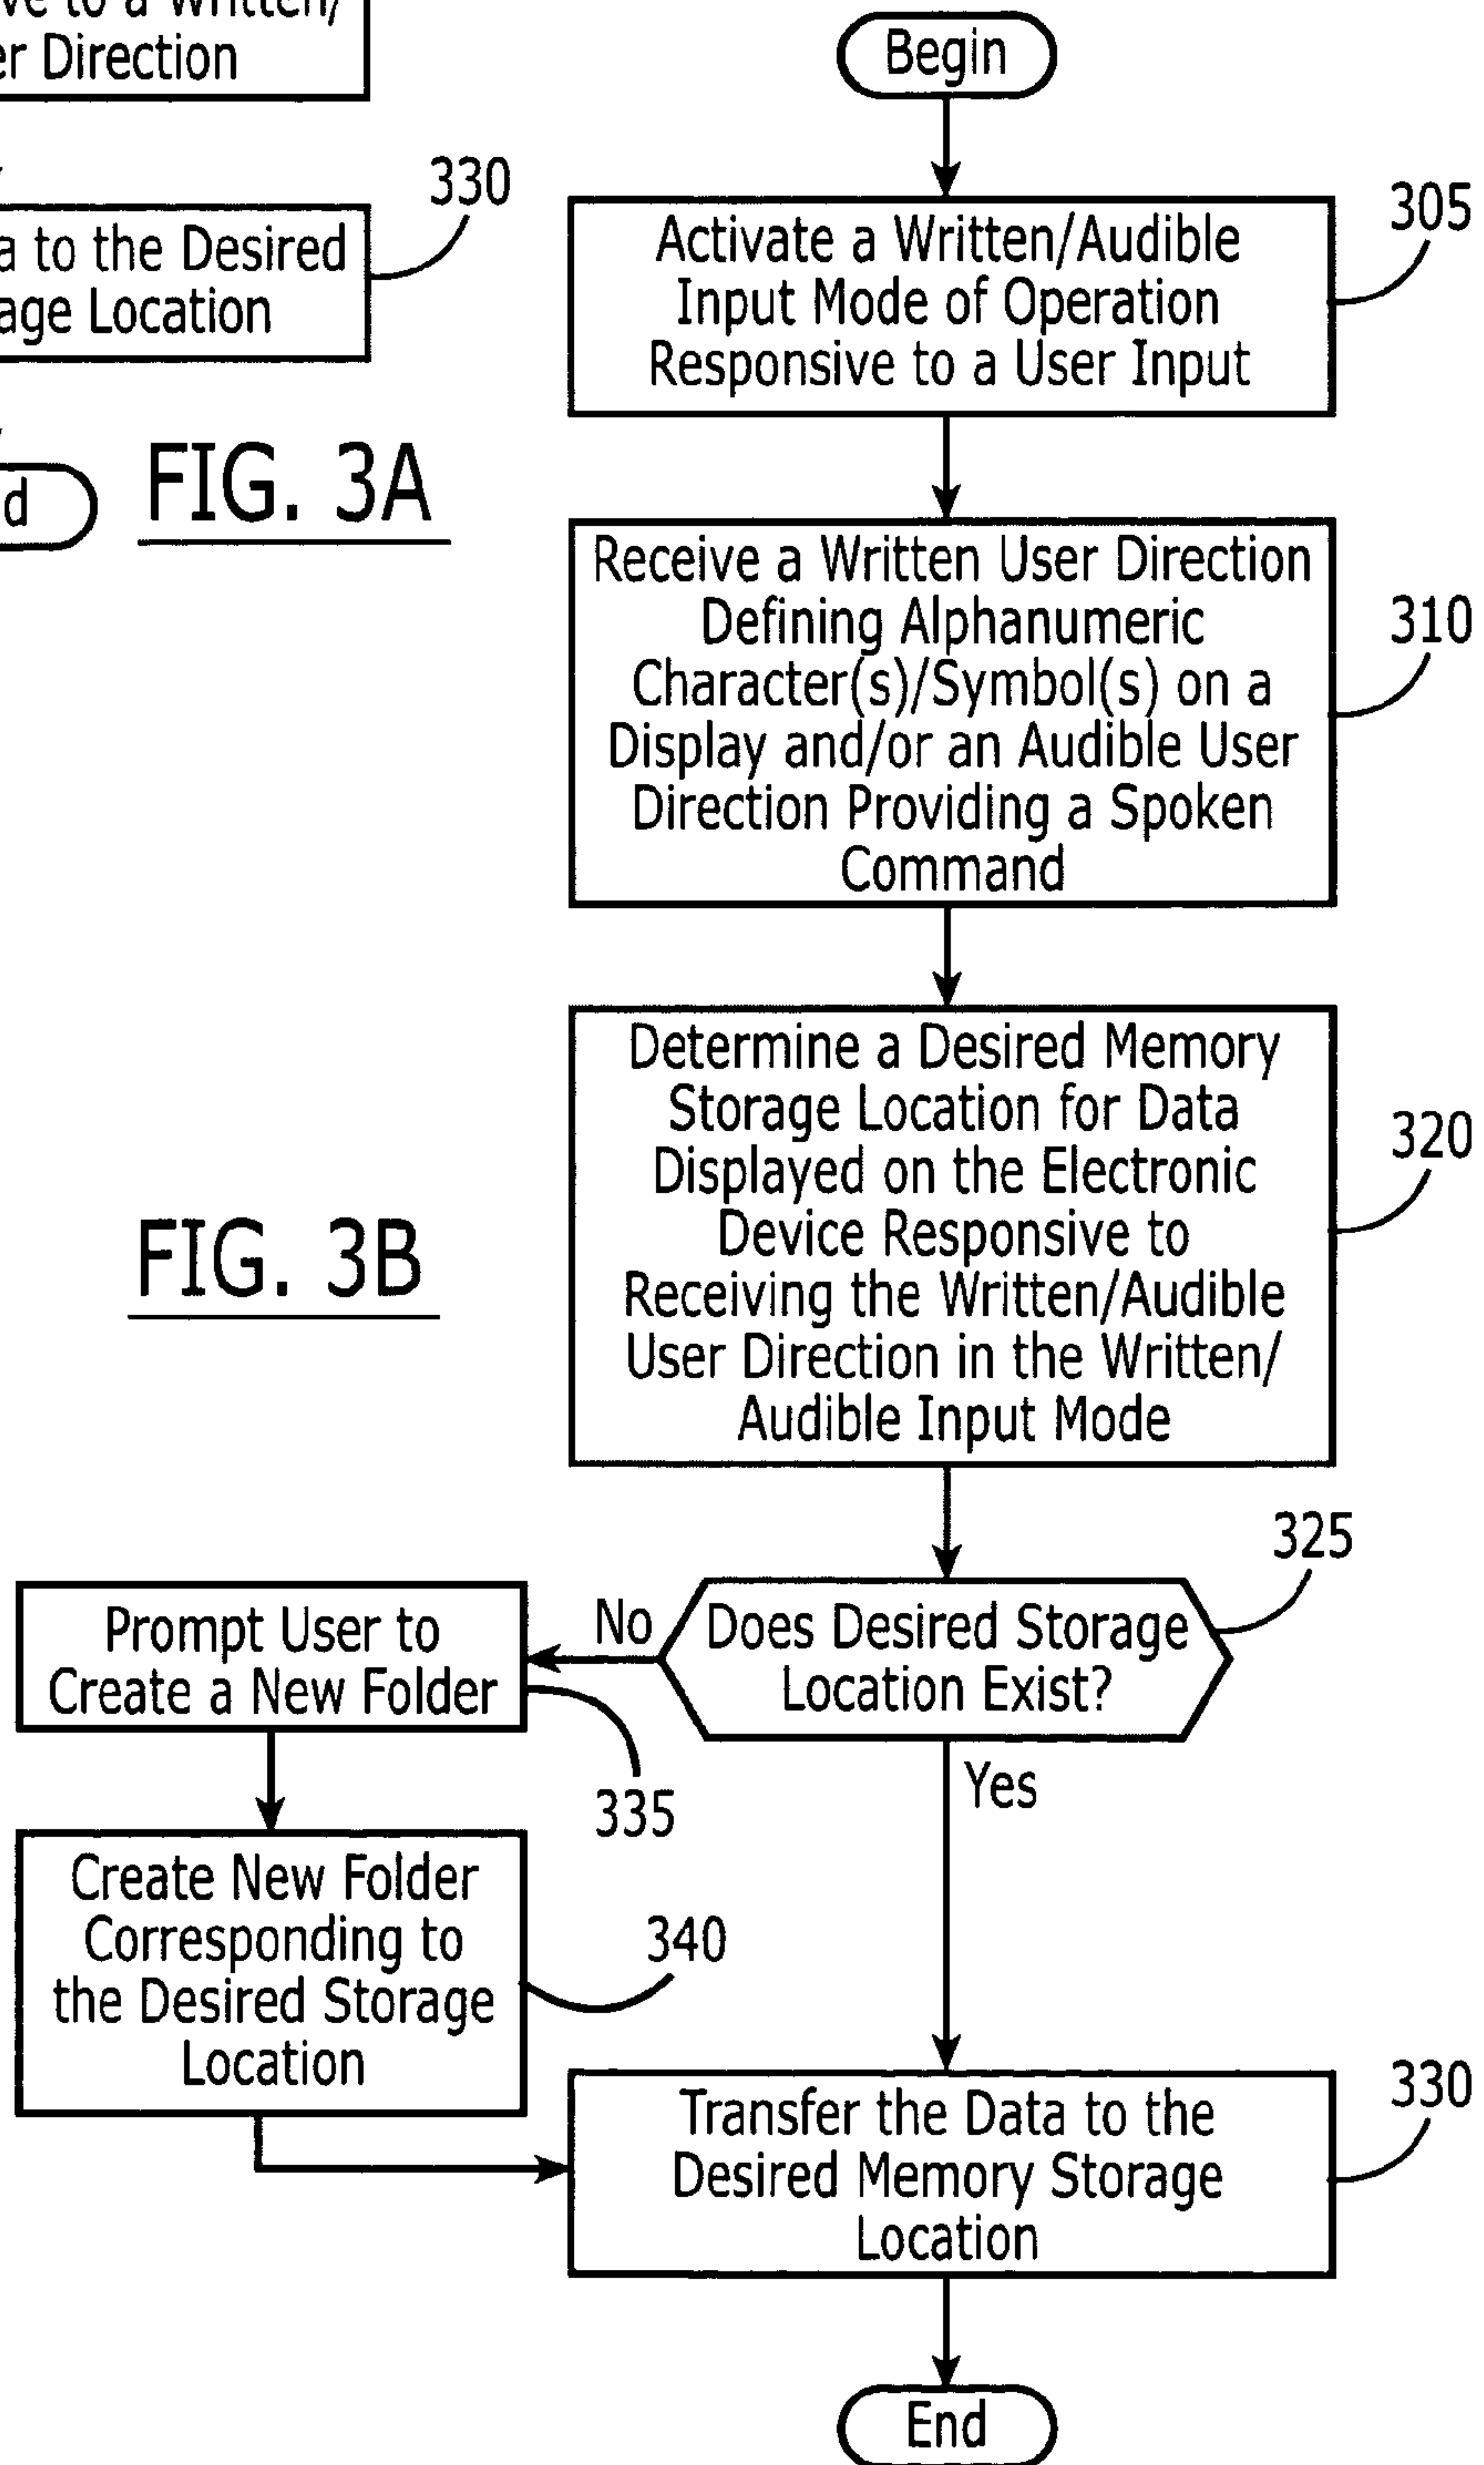 ve to a Written/
er Direction
330
a to the Desired
age Location
d
FIG. 3A
Begin
305
Activate a Written/Audible
Input Mode of Operation
Responsive to a User Input
310
Receive a Written User Direction
Defining Alphanumeric
Character(s)/Symbol(s) on a
Display and/or an Audible User
Direction Providing a Spoken
Command
FIG. 3B
320
Determine a Desired Memory
Storage Location for Data
Displayed on the Electronic
Device Responsive to
Receiving the Written/Audible
User Direction in the Written/
Audible Input Mode
325
Does Desired Storage
Location Exist?
No
Yes
Prompt User to
Create a New Folder
335
Create New Folder
Corresponding to
the Desired Storage
Location
340
330
Transfer the Data to the
Desired Memory Storage
Location
End